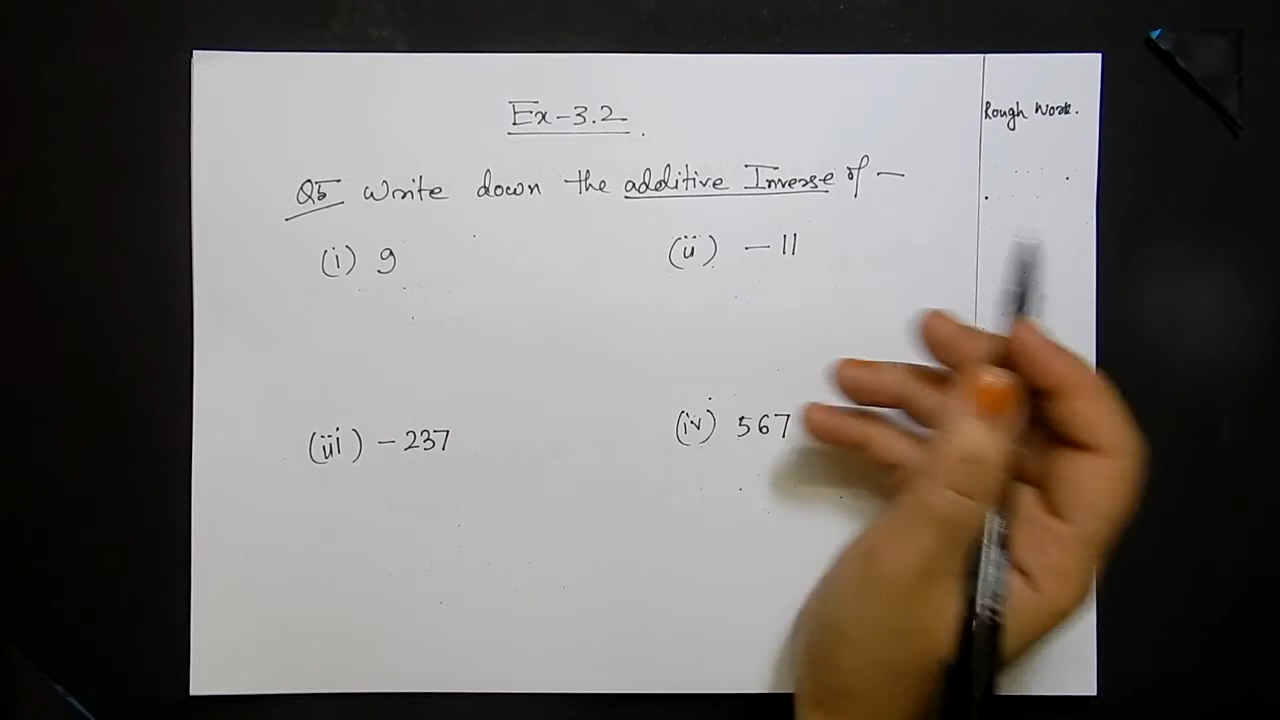 Ex-3.2
Rough Work.
Q5 Write down the additive Inverse of —
(i) 9
(ii) -11
(iii) -237
(iv) 567